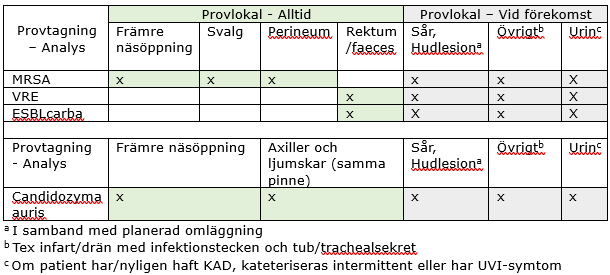 Provtagning – Analys
Provlokal - Alltid
Provlokal – Vid förekomst
Främre näsöppning
Svalg
Perineum
Rektum /faeces
Sår, Hudlesionᵃ
Övrigtᵇ
Urinᶜ
MRSA x x x x x X
VRE x x x X
ESBLcarba x X x X
Provtagning - Analys
Främre näsöppning
Axiller och ljumskar (samma pinne)
Sår, Hudlesionᵃ
Övrigtᵇ
Urinᶜ
Candidozyma auris x x x x x
ᵃ I samband med planerad omläggning
ᵇ Tex infart/drän med infektionstecken och tub/trachealsekret
ᶜ Om patient har/nyligen haft KAD, kateteriseras intermittent eller har UVI-symtom